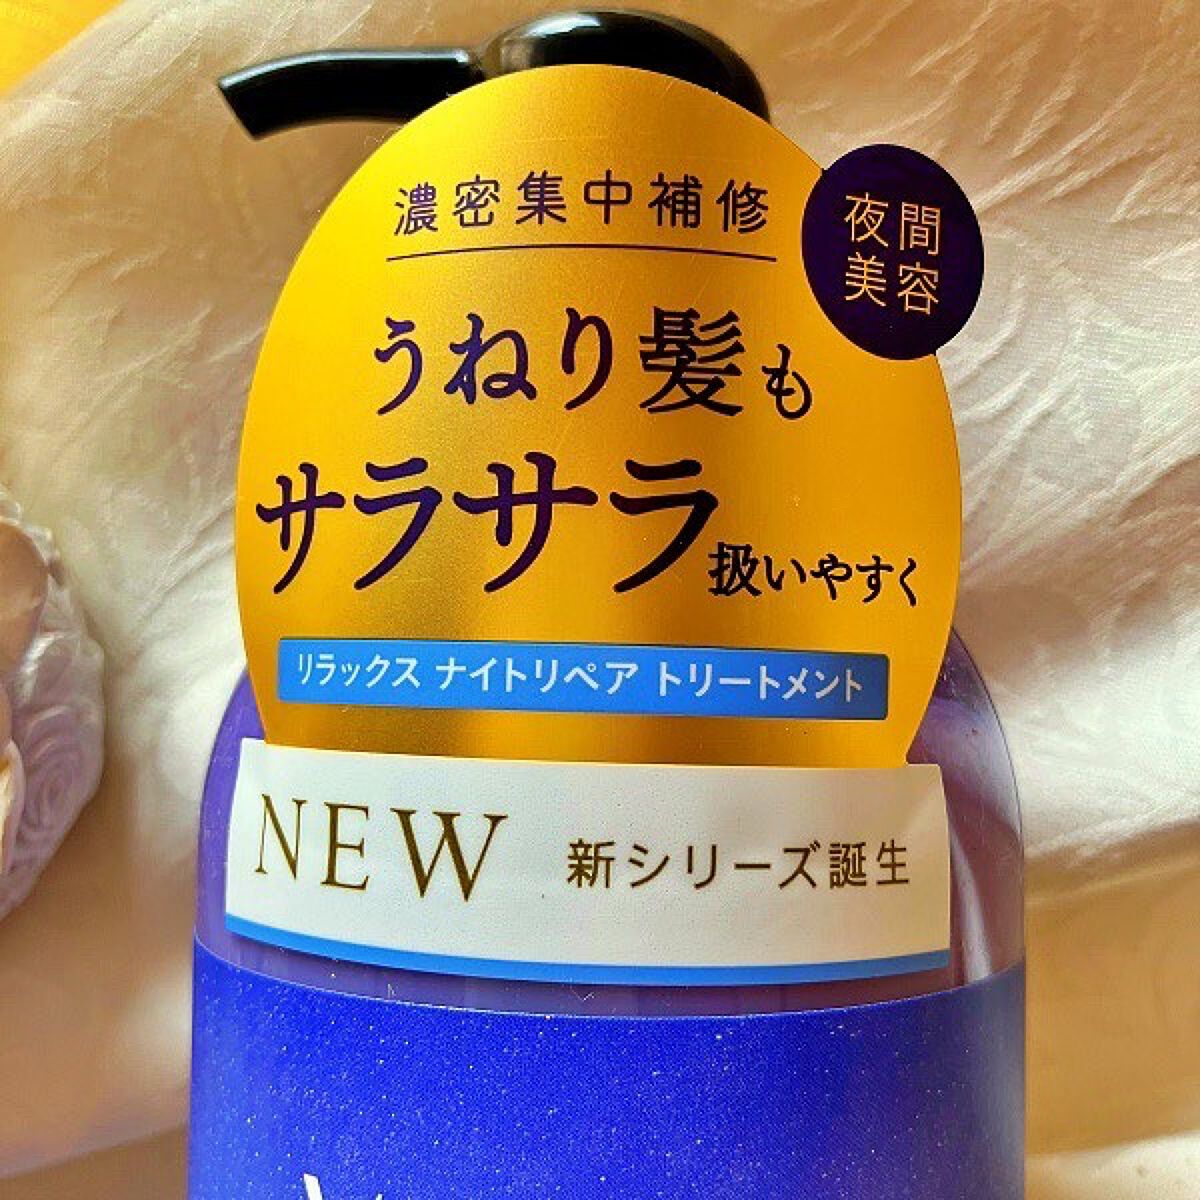 濃密集中補修
夜間
美容
うねり髪も
サラサラ扱いやすく
リラックス ナイトリペア トリートメント
NEW 新シリーズ誕生